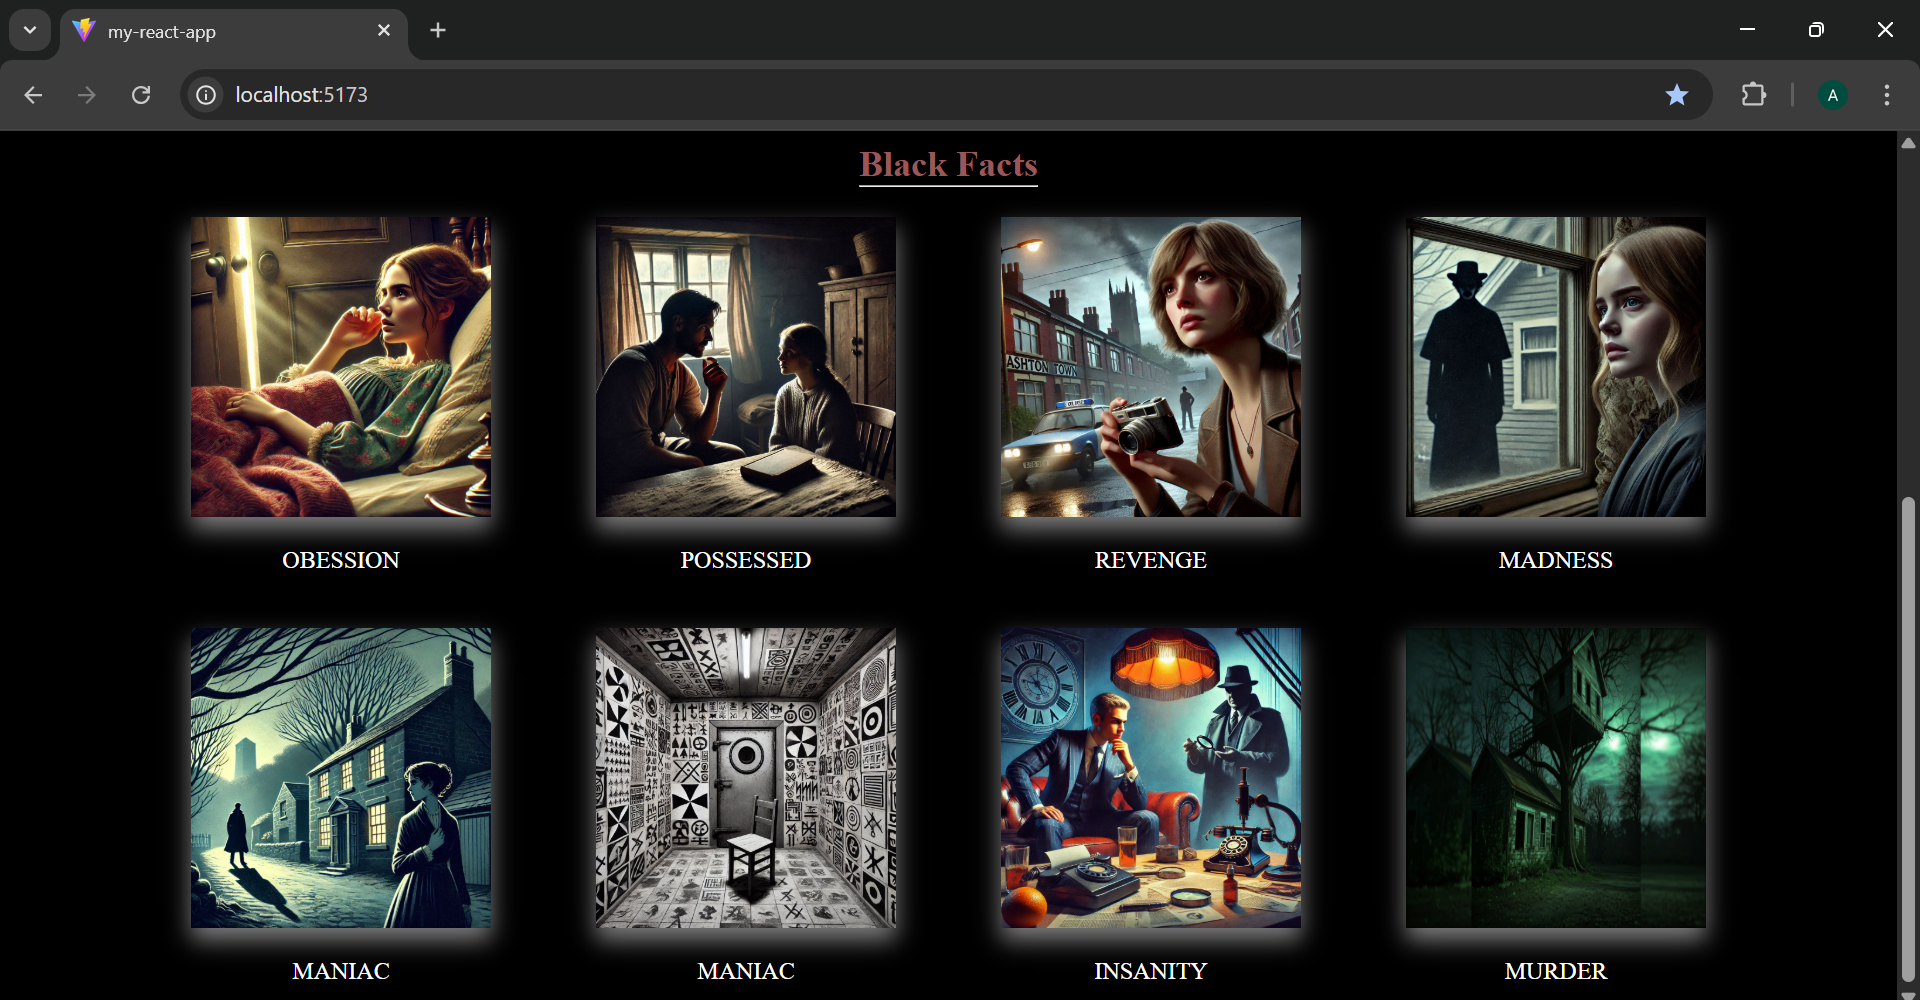 my-react-app
localhost:5173
A
Black Facts
ASHTON TOWN
OBESSION
POSSESSED
REVENGE
MADNESS
MANIAC
MANIAC
INSANITY
MURDER